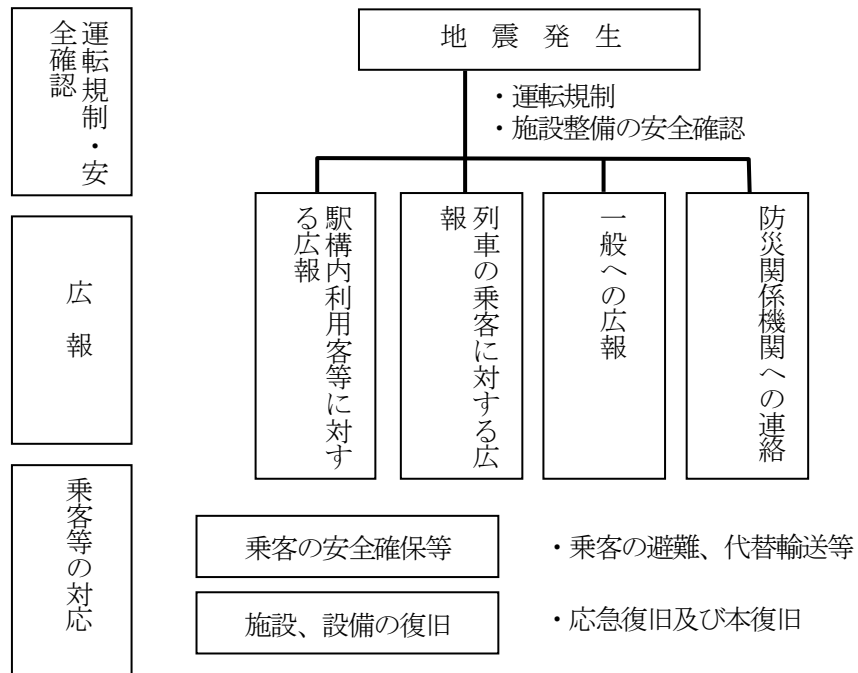 運転規制・安
全確認
地震発生
・運転規制
・施設整備の安全確認
広報
駅構内利用客等に対す
る広報
列車の乗客に対する広
報
一般への広報
防災関係機関への連絡
乗客等の対応
乗客の安全確保等
・乗客の避難、代替輸送等
施設、設備の復旧
・応急復旧及び本復旧